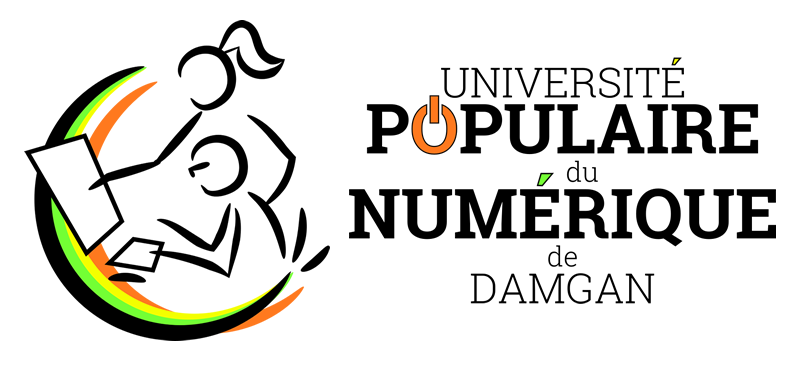 UNIVERSITÉ
POPULAIRE
du
NUMÉRIQUE
de
DAMGAN